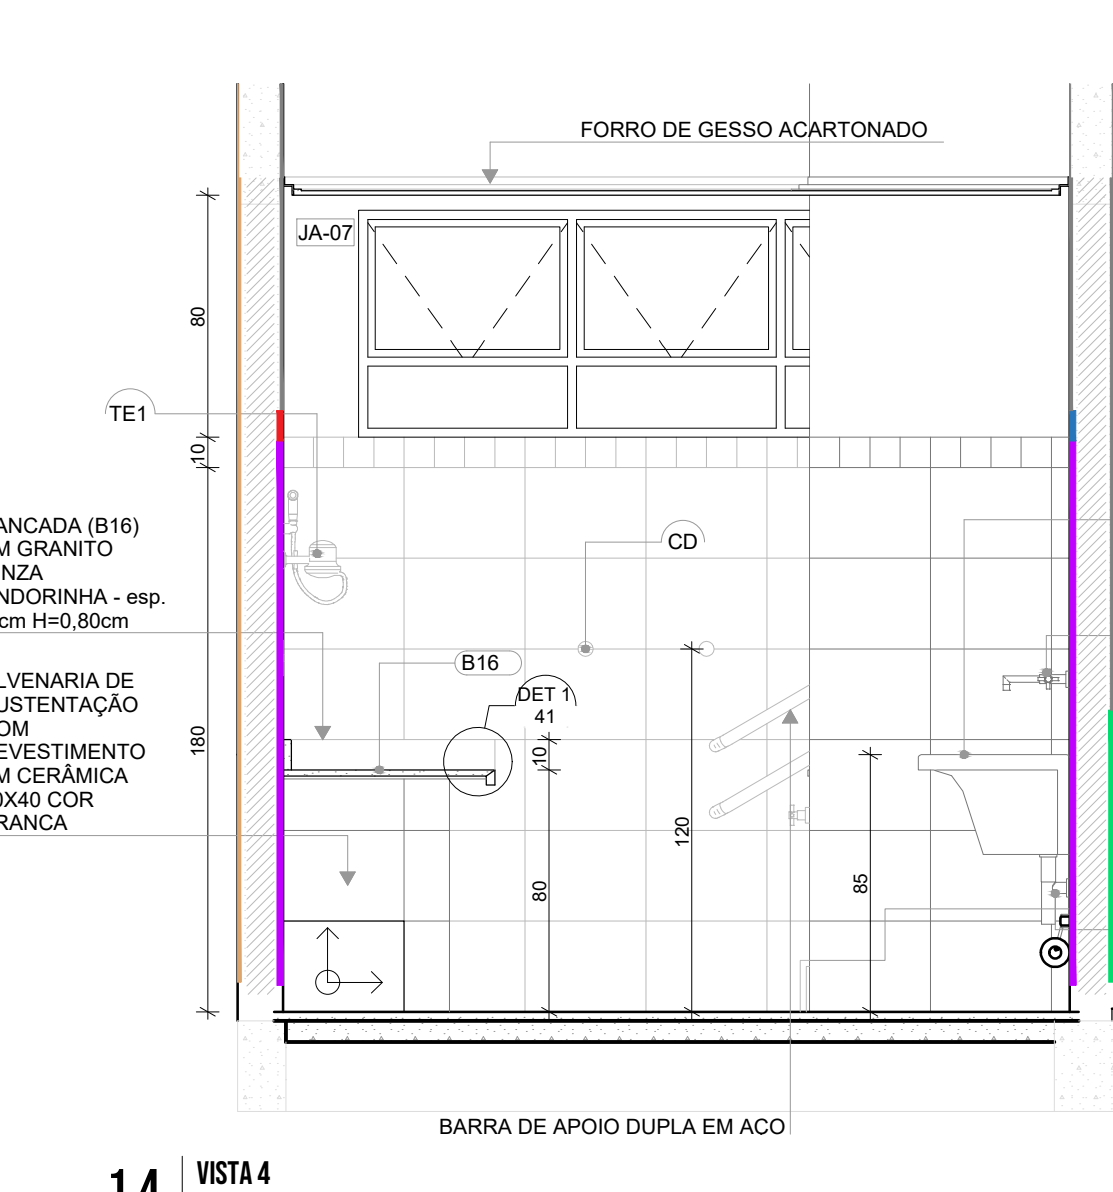 FORRO DE GESSO ACARTONADO
JA-07
80
TE1
10
ANCADA (B16)
M GRANITO
INZA
NDORINHA - esp.
cm H=0,80cm
CD
B16
LVENARIA DE
USTENTAÇÃO
OM
EVESTIMENTO
M CERÂMICA
0X40 COR
RANCA
DET 1
41
180
10
120
80
85
BARRA DE APOIO DUPLA EM AÇO
14
VISTA 4